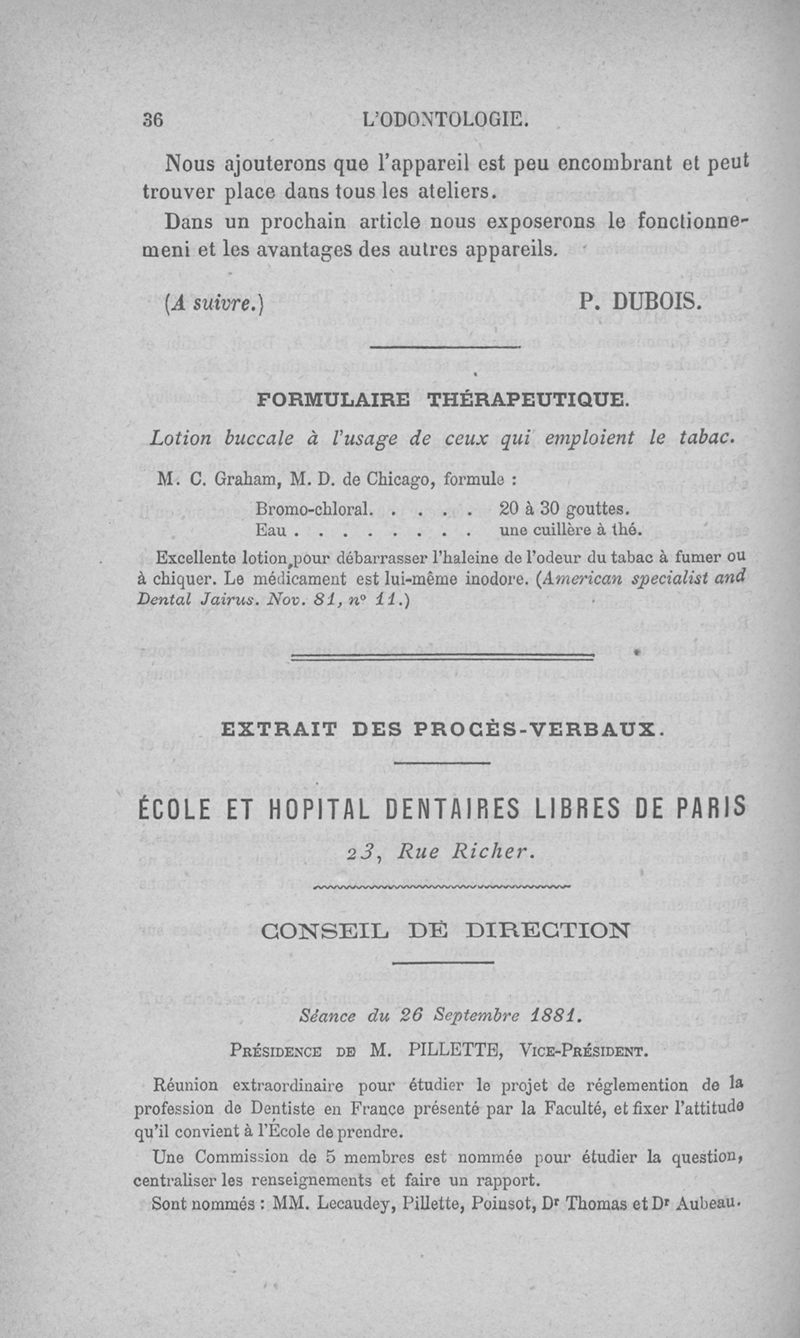 36 L'ODONTOLOGIE.
Nous ajouterons que l'appareil est peu encombrant et peut
trouver place dans tous les ateliers.
Dans un prochain article nous exposerons le fonctionne-
meni et les avantages des autres appareils.
(A suivre.) P. DUBOIS.
FORMULAIRE THÉRAPEUTIQUE.
Lotion buccale à l'usage de ceux qui emploient le tabac.
M. C. Graham, M. D. de Chicago, formule :
Bromo-chloral. . . . . . 20 à 30 gouttes.
Eau . . . . . . . . une cuillère à thé.
Excellente lotion pour débarrasser l'haleine de l'odeur du tabac à fumer ou
à chiquer. Le médicament est lui-même inodore. (American specialist and
Dental Jairus. Nov. 81, n° 11.)
EXTRAIT DES PROCÈS-VERBAUX.
ÉCOLE ET HOPITAL DENTAIRES LIBRES DE PARIS
23, Rue Richer.
CONSEIL DE DIRECTION
Séance du 26 Septembre 1881.
PRÉSIDENCE DE M. PILLETTE, VICE-PRÉSIDENT.
Réunion extraordinaire pour étudier le projet de réglemention de la
profession de Dentiste en France présenté par la Faculté, et fixer l'attitude
qu'il convient à l'École de prendre.
Une Commission de 5 membres est nommée pour étudier la question,
centraliser les renseignements et faire un rapport.
Sont nommés : MM. Lecaudey, Pillette, Poinsot, Dr Thomas et Dr Aubeau.